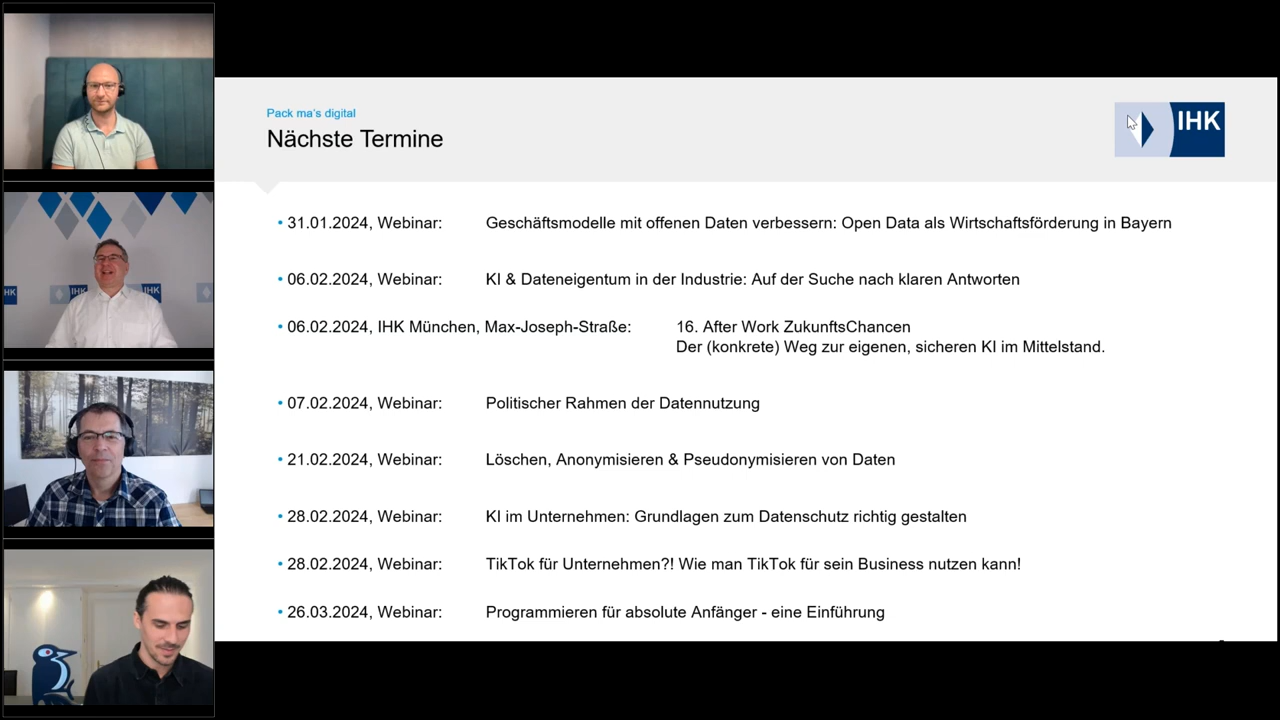 Pack ma's digital
Nächste Termine
IHK
• 31.01.2024, Webinar: Geschäftsmodelle mit offenen Daten verbessern: Open Data als Wirtschaftsförderung in Bayern
• 06.02.2024, Webinar: KI & Dateneigentum in der Industrie: Auf der Suche nach klaren Antworten
• 06.02.2024, IHK München, Max-Joseph-Straße: 16. After Work ZukunftsChancen
Der (konkrete) Weg zur eigenen, sicheren KI im Mittelstand.
• 07.02.2024, Webinar: Politischer Rahmen der Datennutzung
• 21.02.2024, Webinar: Löschen, Anonymisieren & Pseudonymisieren von Daten
• 28.02.2024, Webinar: KI im Unternehmen: Grundlagen zum Datenschutz richtig gestalten
• 28.02.2024, Webinar: TikTok für Unternehmen?! Wie man TikTok für sein Business nutzen kann!
• 26.03.2024, Webinar: Programmieren für absolute Anfänger - eine Einführung
IHK
IHK
IHK